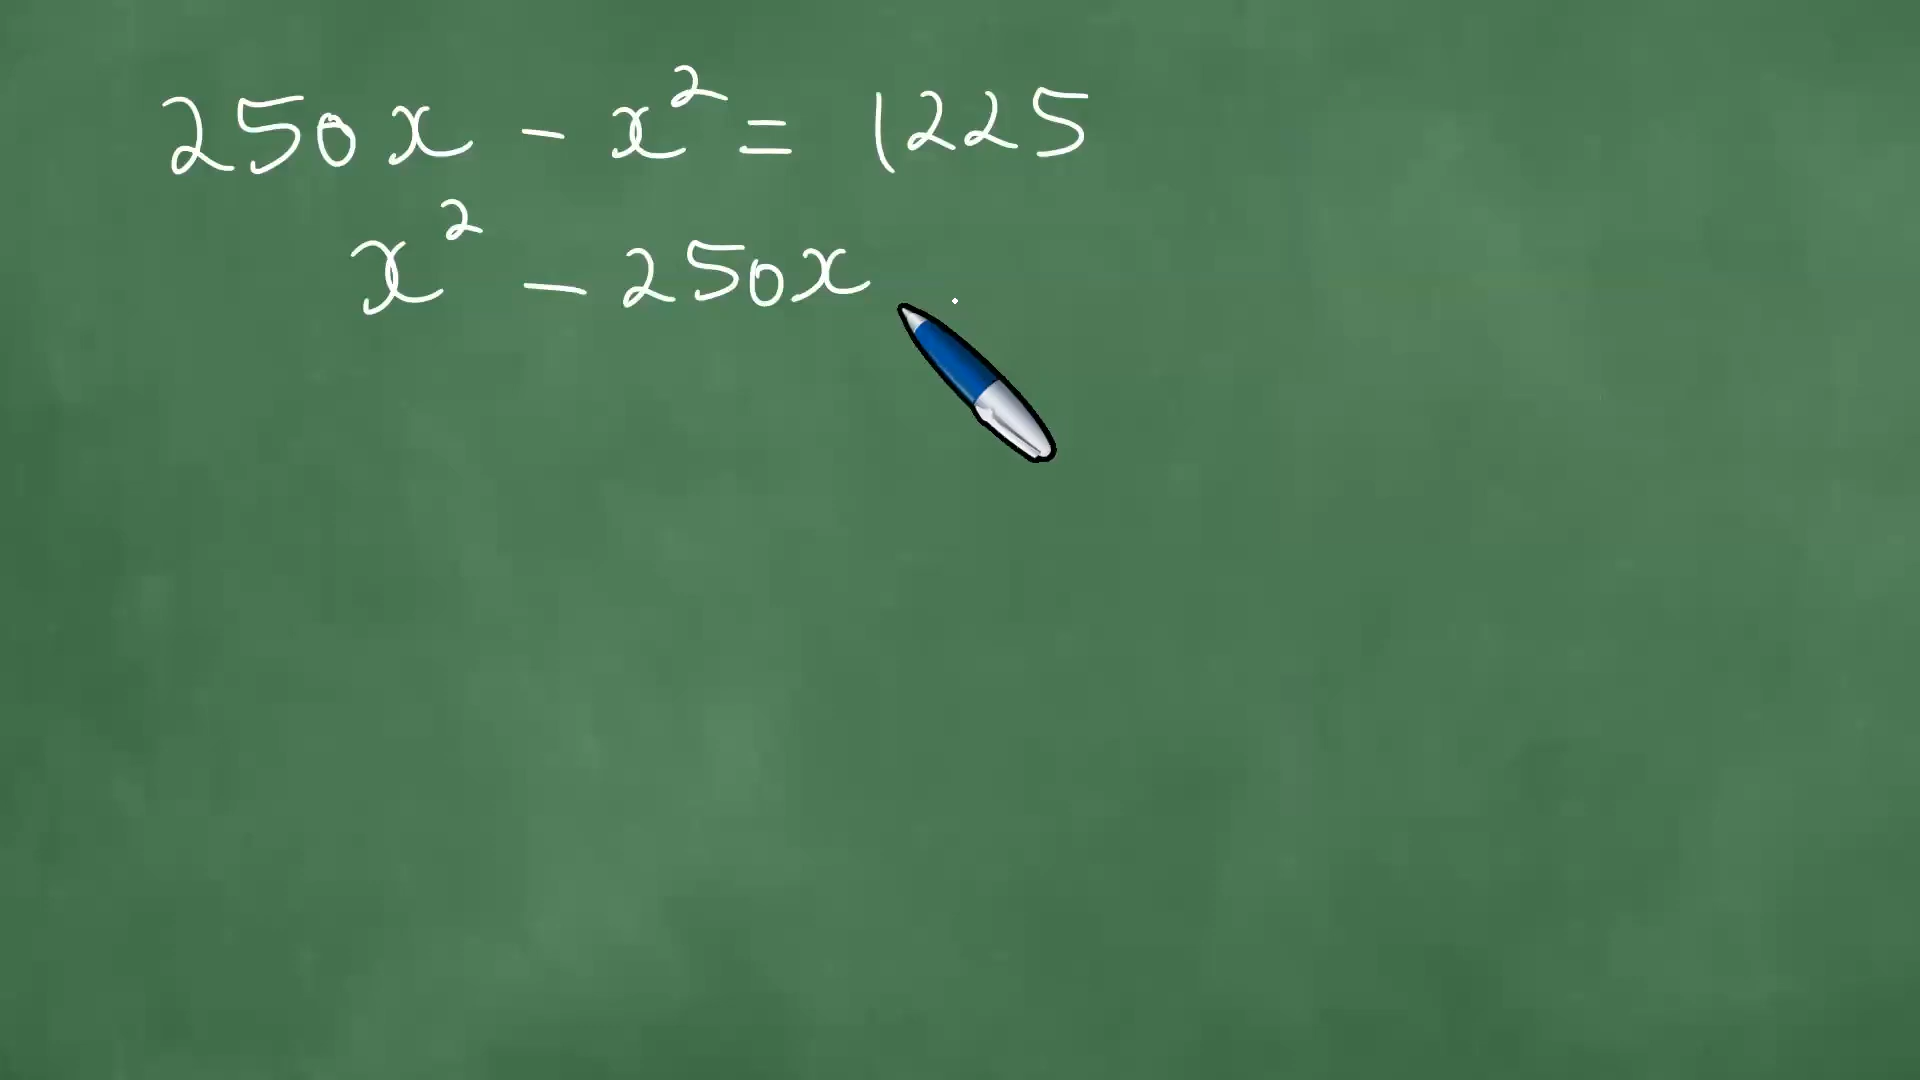 250x - x² = 1225
x² - 250x